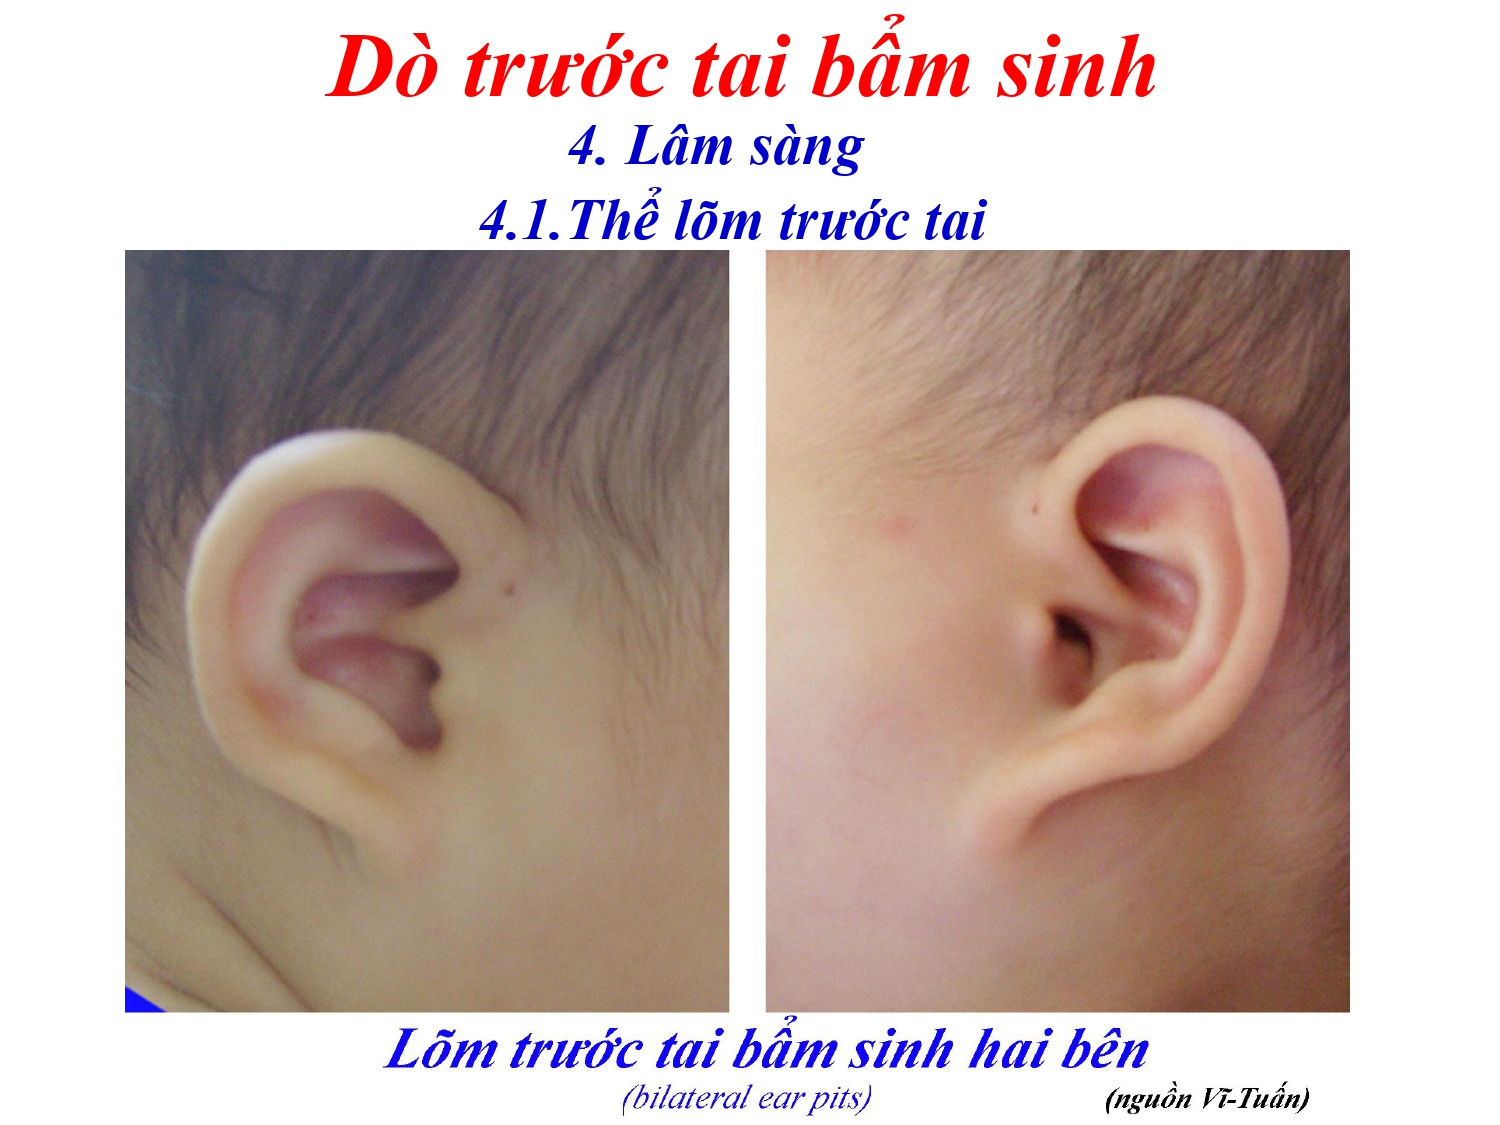 Dò trước tai bẩm sinh
4. Lâm sàng
4.1.Thể lõm trước tai
Lõm trước tai bẩm sinh hai bên
(bilateral ear pits)
(nguồn Vĩ-Tuấn)